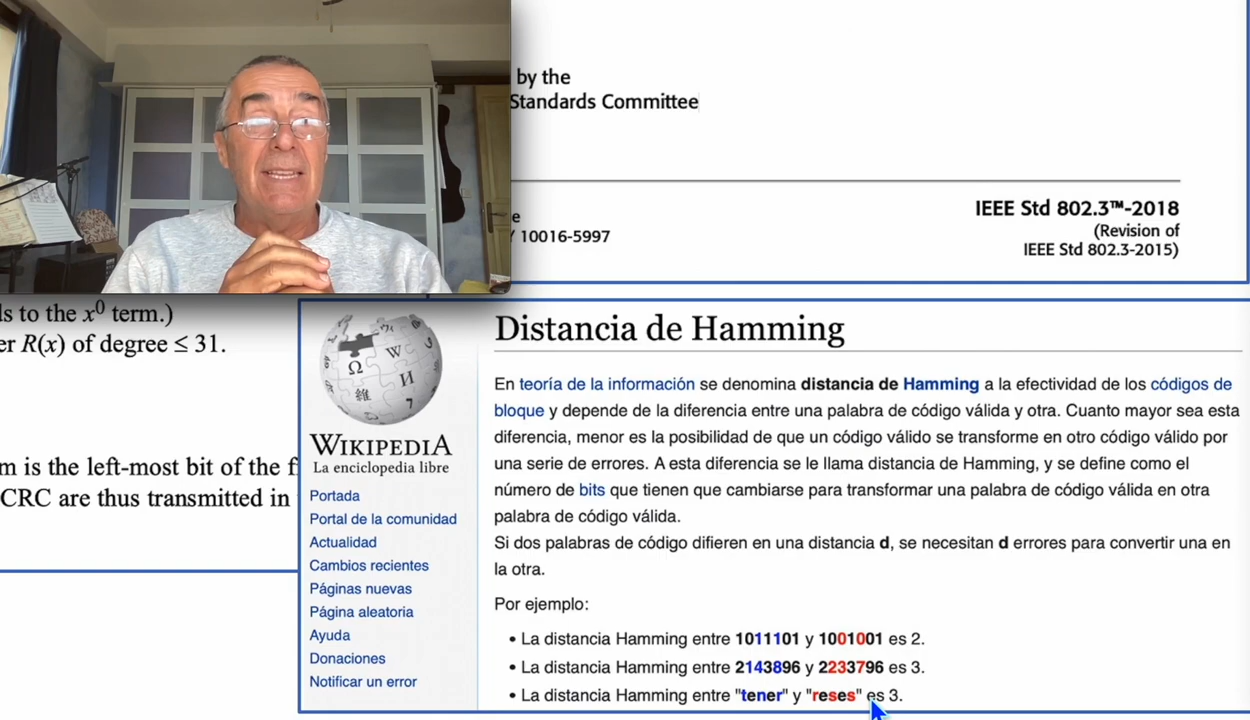 by the
Standards Committee
IEEE Std 802.3™-2018
(Revision of
IEEE Std 802.3-2015)
e
10016-5997
ls to the x⁰ term.)
er R(x) of degree ≤ 31.
m is the left-most bit of the fi
CRC are thus transmitted in
WIKIPEDIA
La enciclopedia libre
Portada
Portal de la comunidad
Actualidad
Cambios recientes
Páginas nuevas
Página aleatoria
Ayuda
Donaciones
Notificar un error
Distancia de Hamming
En teoría de la información se denomina distancia de Hamming a la efectividad de los códigos de
bloque y depende de la diferencia entre una palabra de código válida y otra. Cuanto mayor sea esta
diferencia, menor es la posibilidad de que un código válido se transforme en otro código válido por
una serie de errores. A esta diferencia se le llama distancia de Hamming, y se define como el
número de bits que tienen que cambiarse para transformar una palabra de código válida en otra
palabra de código válida.
Si dos palabras de código difieren en una distancia d, se necesitan d errores para convertir una en
la otra.
Por ejemplo:
• La distancia Hamming entre 1011101 y 1001001 es 2.
• La distancia Hamming entre 2143896 y 2233796 es 3.
• La distancia Hamming entre "tener" y "reses" es 3.